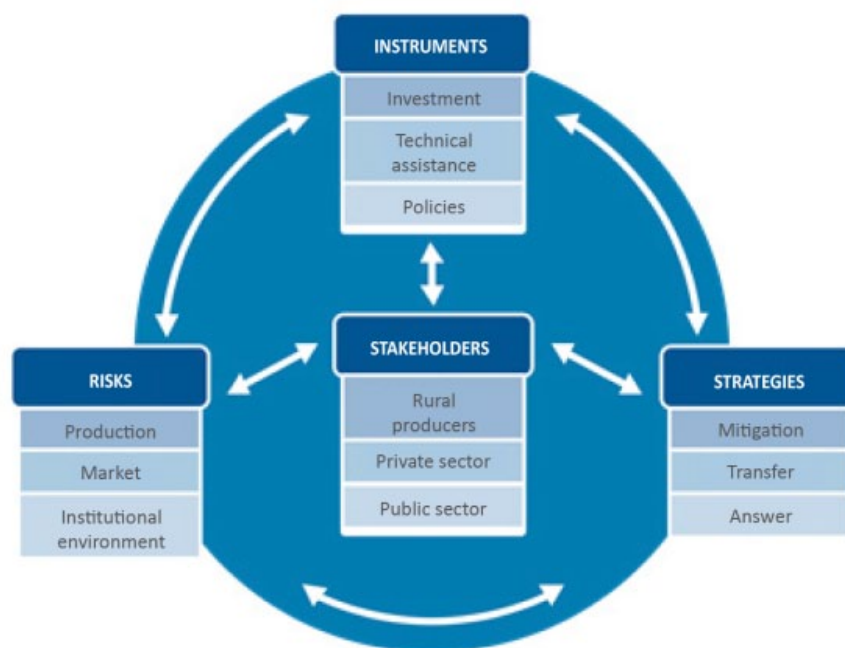 INSTRUMENTS
Investment
Technical
assistance
Policies
RISKS
Production
Market
Institutional
environment
STAKEHOLDERS
Rural
producers
Private sector
Public sector
STRATEGIES
Mitigation
Transfer
Answer